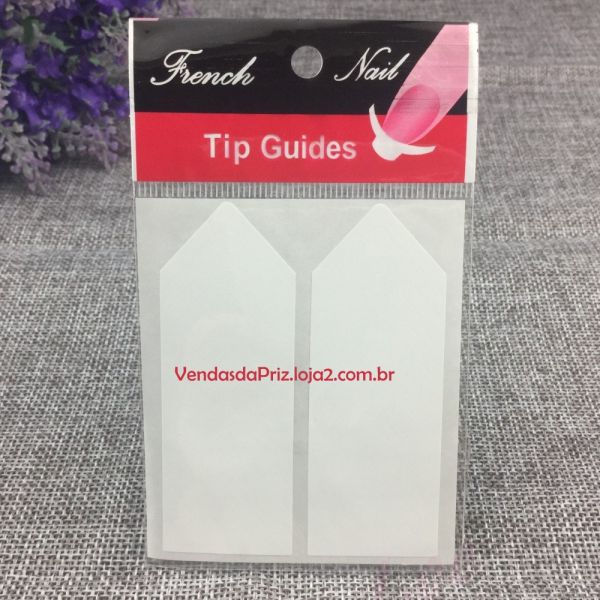 French Nail
Tip Guides
VendasdaPriz.loja2.com.br